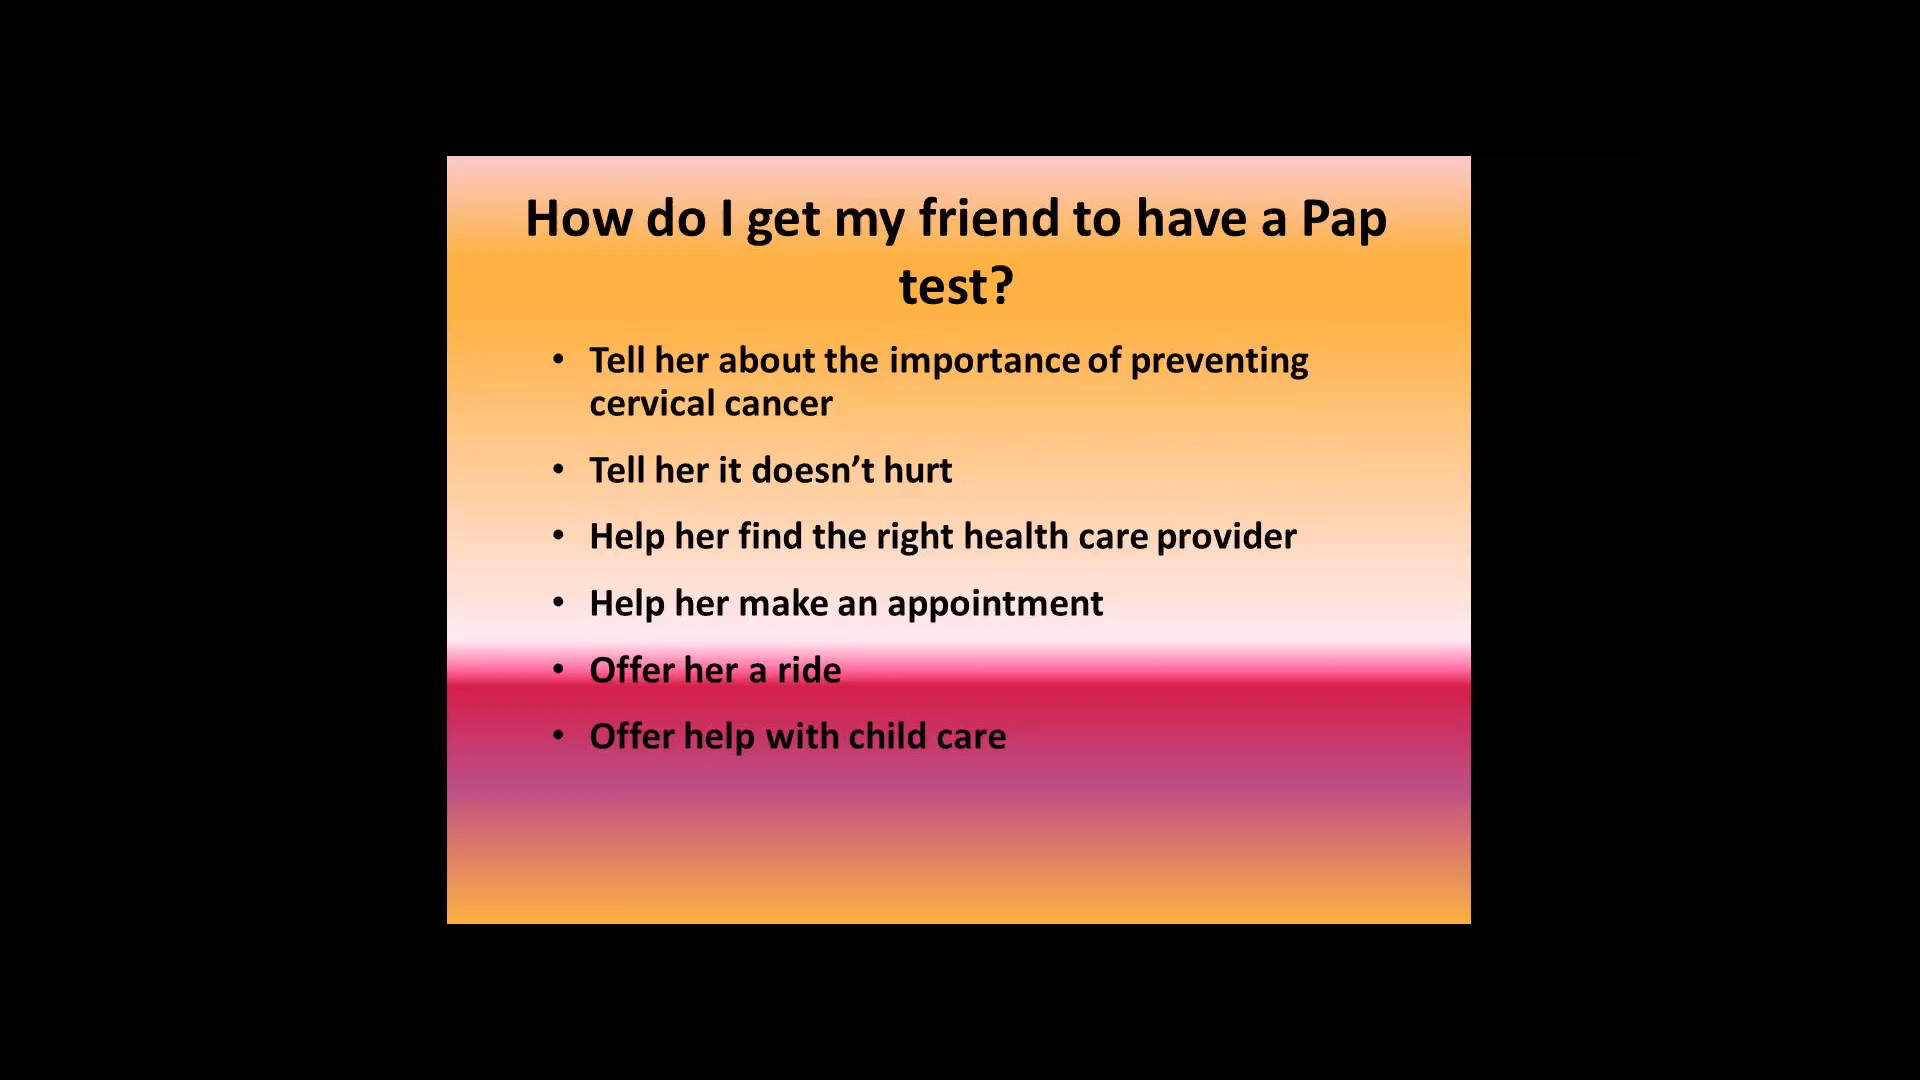 How do I get my friend to have a Pap
test?
• Tell her about the importance of preventing
cervical cancer
• Tell her it doesn’t hurt
• Help her find the right health care provider
• Help her make an appointment
• Offer her a ride
• Offer help with child care